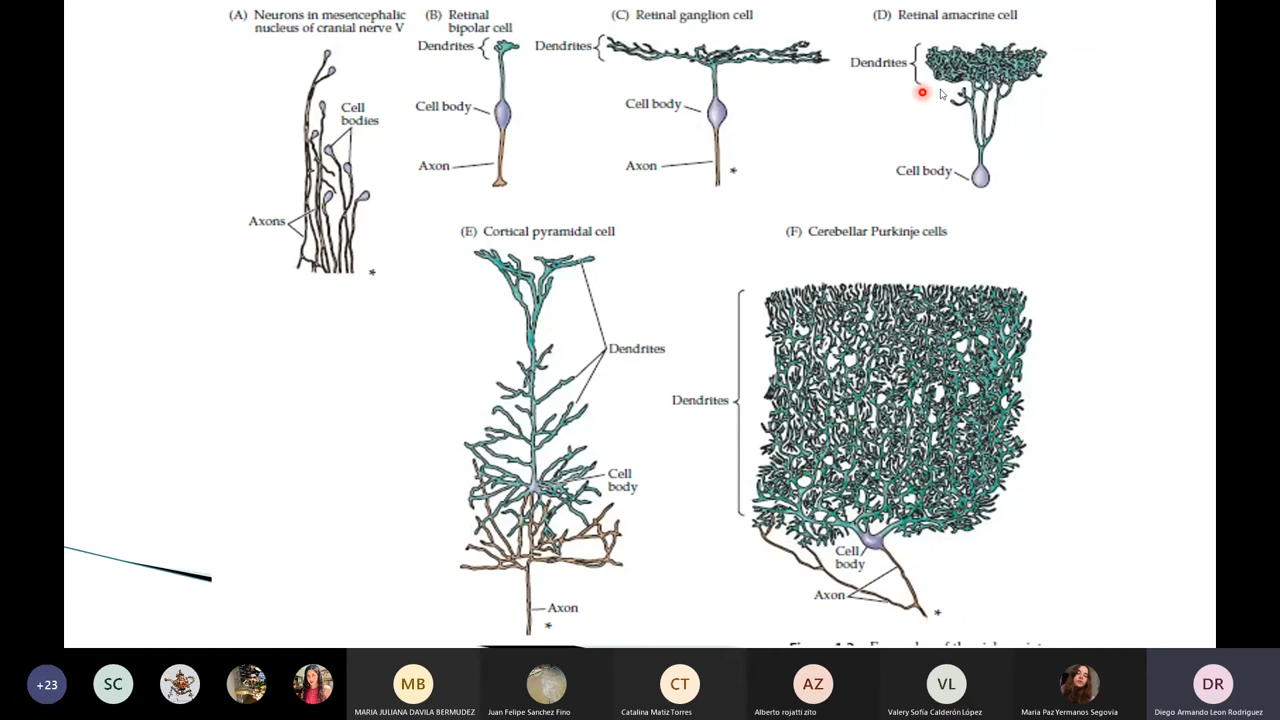 (A) Neurons in mesencephalic
nucleus of cranial nerve V
Cell
bodies
Axons
*
(B) Retinal
bipolar cell
Dendrites
Cell body
Axon
(C) Retinal ganglion cell
Dendrites
Cell body
Axon
*
(D) Retinal amacrine cell
Dendrites
Cell body
(E) Cortical pyramidal cell
Dendrites
Cell
body
Axon
*
(F) Cerebellar Purkinje cells
Dendrites
Cell
body
Axon
*
+23
SC
MB
MARIA JULIANA DAVILA BERMUDEZ
Juan Felipe Sanchez Fino
CT
Catalina Matiz Torres
AZ
Alberto rojatti zito
VL
Valery Sofía Calderón López
Maria Paz Yermanos Segovia
DR
Diego Armando Leon Rodriguez